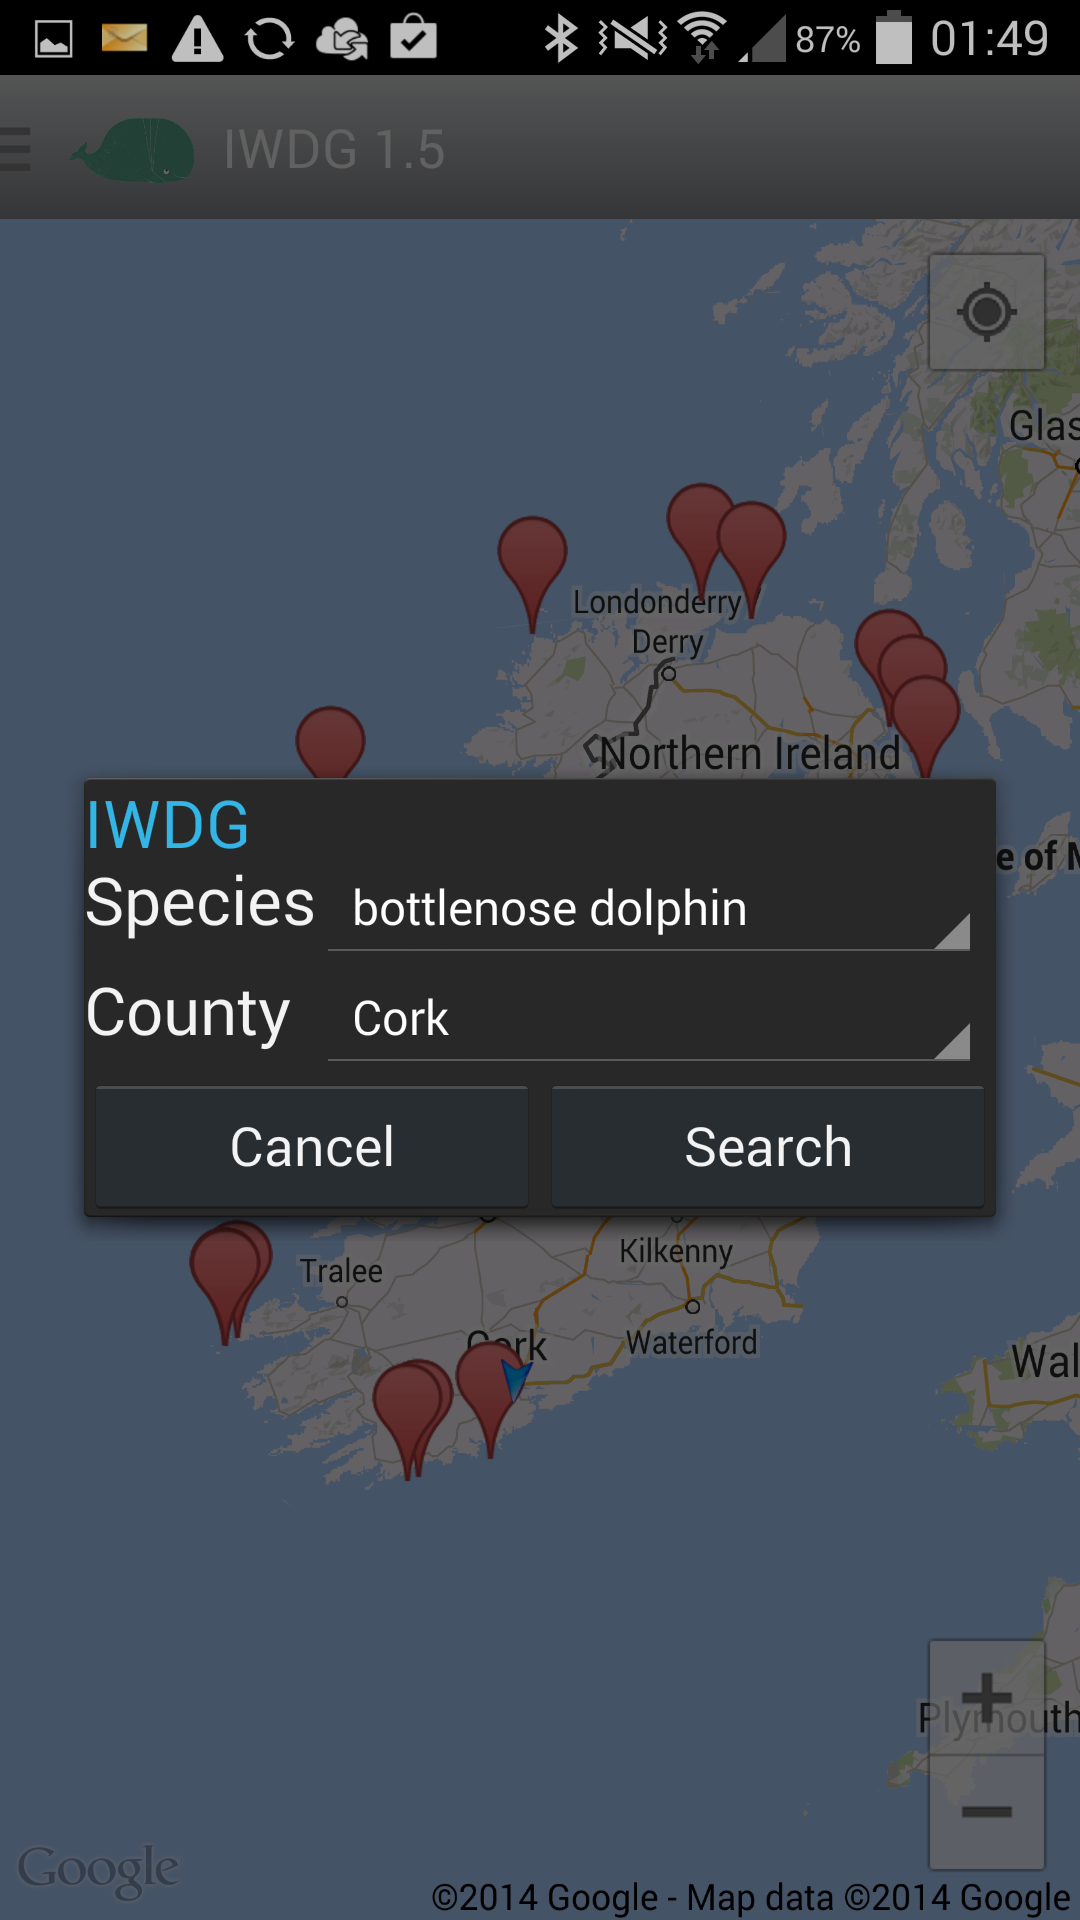 87% 01:49
IWDG 1.5
Glas
Londonderry
Derry
Northern Ireland
IWDG
e of M
Species bottlenose dolphin
County Cork
Cancel Search
Kilkenny
Tralee
Cork
Waterford
Wal
Plymouth
Google
©2014 Google - Map data ©2014 Google